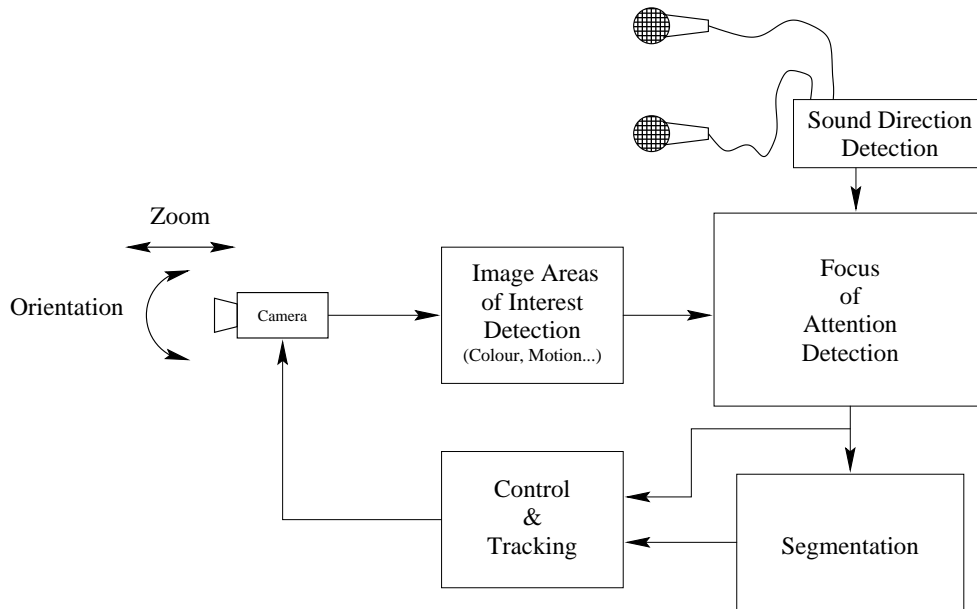 Sound Direction
Detection
Zoom
Orientation
Camera
Image Areas
of Interest
Detection
(Colour, Motion...)
Focus
of
Attention
Detection
Control
&
Tracking
Segmentation